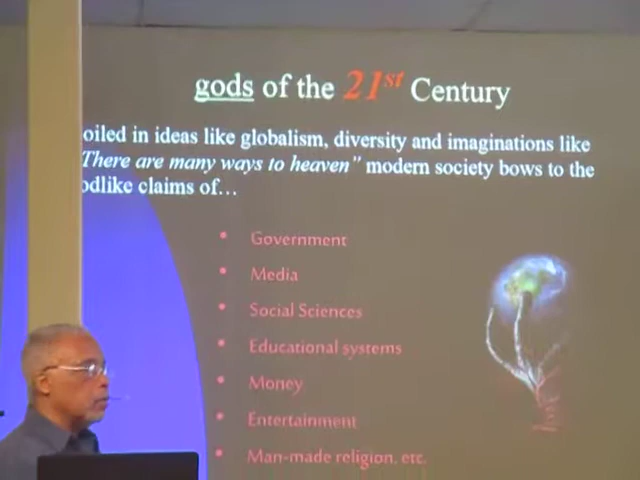 gods of the 21st Century
oiled in ideas like globalism, diversity and imaginations like
There are many ways to heaven" modern society bows to the
odlike claims of…
• Government
• Media
• Social Sciences
• Educational systems
• Money
• Entertainment
• Man-made religion, etc.